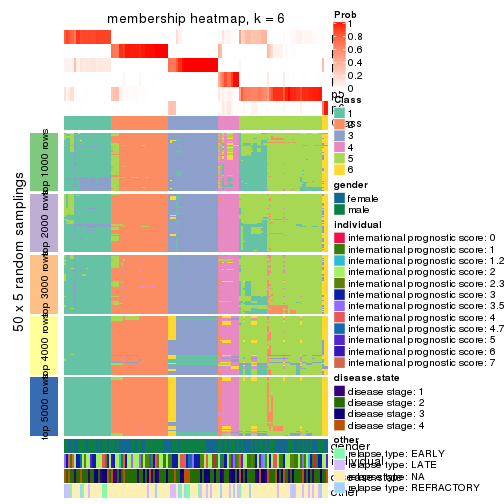 membership heatmap, k = 6
50 x 5 random samplings
top 1000 rows
top 2000 rows
top 3000 rows
top 4000 rows
top 5000 rows
Prob
1
0.8
0.6
0.4
0.2
0
Class
1
2
3
4
5
6
gender
female
male
individual
international prognostic score: 0
international prognostic score: 1
international prognostic score: 1.2
international prognostic score: 2
international prognostic score: 2.3
international prognostic score: 3
international prognostic score: 3.5
international prognostic score: 4
international prognostic score: 4.7
international prognostic score: 5
international prognostic score: 6
international prognostic score: 7
disease.state
disease stage: 1
disease stage: 2
disease stage: 3
disease stage: 4
other
relapse type: EARLY
relapse type: LATE
relapse type: NA
relapse type: REFRACTORY
gender
individual
disease.state
other